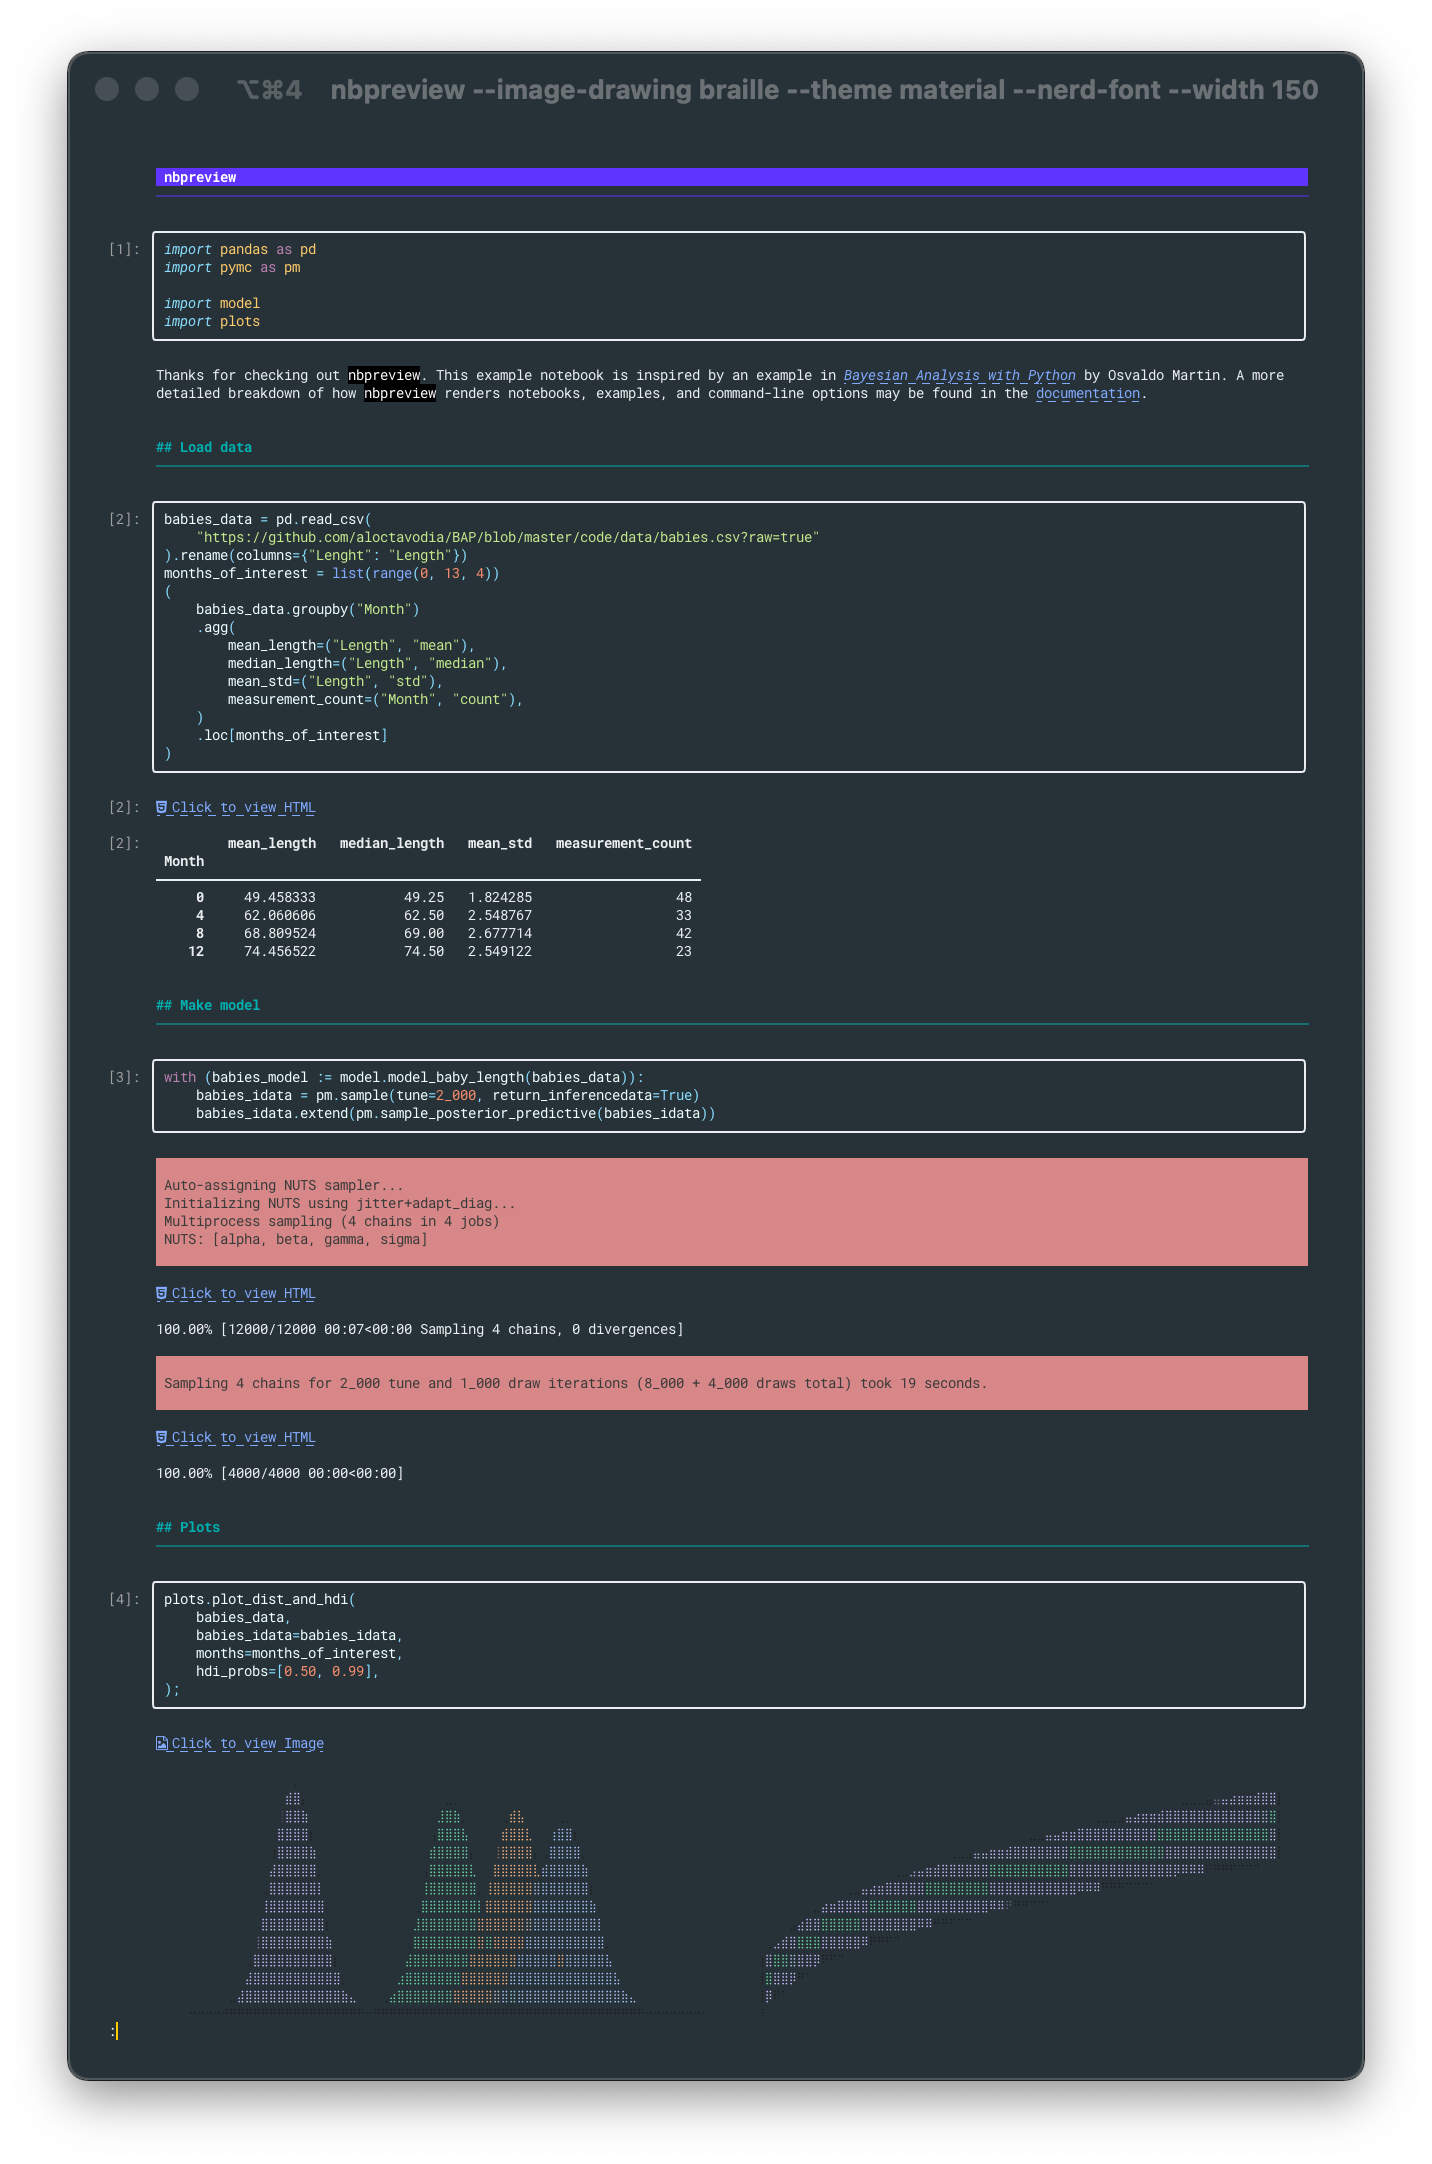 ⌥⌘4 nbpreview --image-drawing braille --theme material --nerd-font --width 150
nbpreview
[1]: import pandas as pd
import pymc as pm
import model
import plots
Thanks for checking out nbpreview. This example notebook is inspired by an example in Bayesian Analysis with Python by Osvaldo Martin. A more
detailed breakdown of how nbpreview renders notebooks, examples, and command-line options may be found in the documentation.
## Load data
[2]: babies_data = pd.read_csv(
    "https://github.com/aloctavodia/BAP/blob/master/code/data/babies.csv?raw=true"
).rename(columns={"Lenght": "Length"})
months_of_interest = list(range(0, 13, 4))
(
    babies_data.groupby("Month")
    .agg(
        mean_length=("Length", "mean"),
        median_length=("Length", "median"),
        mean_std=("Length", "std"),
        measurement_count=("Month", "count"),
    )
    .loc[months_of_interest]
)
[2]: Click to view HTML
[2]: mean_length median_length mean_std measurement_count
Month
0 49.458333 49.25 1.824285 48
4 62.060606 62.50 2.548767 33
8 68.809524 69.00 2.677714 42
12 74.456522 74.50 2.549122 23
## Make model
[3]: with (babies_model := model.model_baby_length(babies_data)):
    babies_idata = pm.sample(tune=2_000, return_inferencedata=True)
    babies_idata.extend(pm.sample_posterior_predictive(babies_idata))
Auto-assigning NUTS sampler...
Initializing NUTS using jitter+adapt_diag...
Multiprocess sampling (4 chains in 4 jobs)
NUTS: [alpha, beta, gamma, sigma]
Click to view HTML
100.00% [12000/12000 00:07<00:00 Sampling 4 chains, 0 divergences]
Sampling 4 chains for 2_000 tune and 1_000 draw iterations (8_000 + 4_000 draws total) took 19 seconds.
Click to view HTML
100.00% [4000/4000 00:00<00:00]
## Plots
[4]: plots.plot_dist_and_hdi(
    babies_data,
    babies_idata=babies_idata,
    months=months_of_interest,
    hdi_probs=[0.50, 0.99],
);
Click to view Image
: